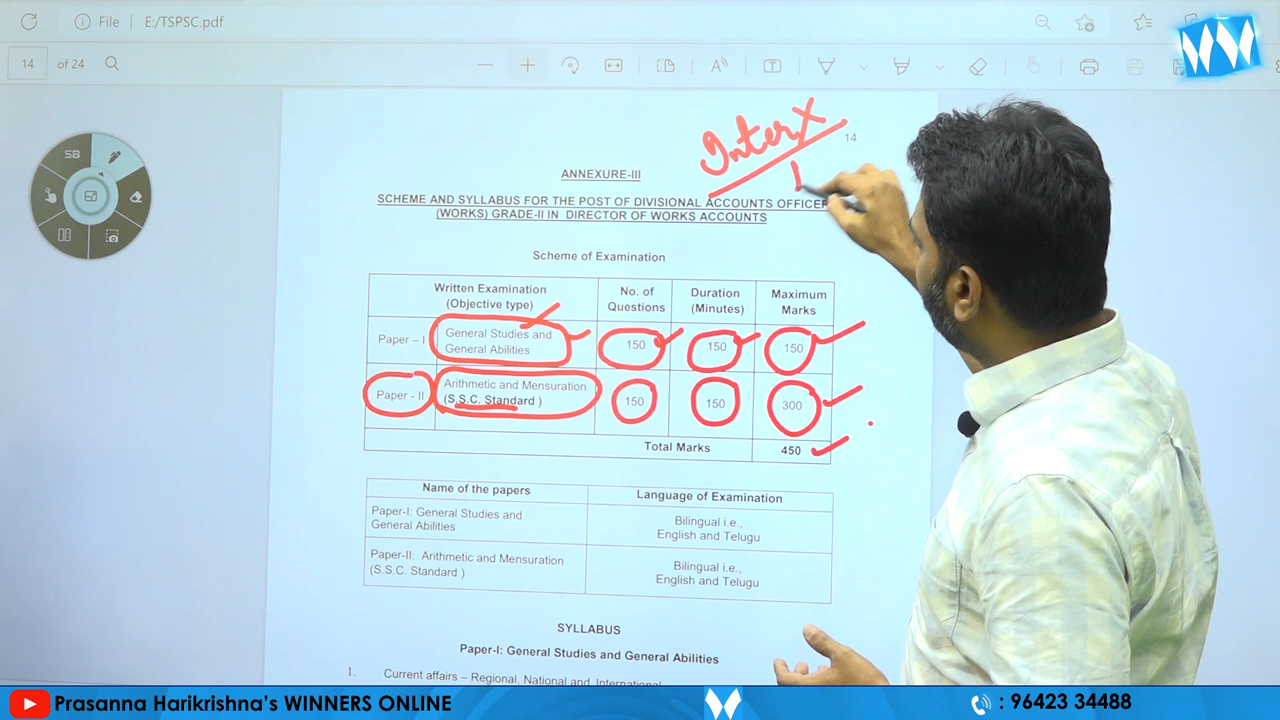 File E:/TSPSC.pdf
14 of 24
SB
Inter X
14
ANNEXURE-III
SCHEME AND SYLLABUS FOR THE POST OF DIVISIONAL ACCOUNTS OFFICER
(WORKS) GRADE-II IN DIRECTOR OF WORKS ACCOUNTS
Scheme of Examination
Written Examination
(Objective type)
No. of
Questions
Duration
(Minutes)
Maximum
Marks
Paper – I
General Studies and
General Abilities
150
150
150
Paper - II
Arithmetic and Mensuration
(S.S.C. Standard )
150
150
300
Total Marks
450
Name of the papers
Language of Examination
Paper-I: General Studies and
General Abilities
Bilingual i.e.,
English and Telugu
Paper-II: Arithmetic and Mensuration
(S.S.C. Standard )
Bilingual i.e.,
English and Telugu
SYLLABUS
Paper-I: General Studies and General Abilities
1. Current affairs – Regional, National and International
Prasanna Harikrishna's WINNERS ONLINE
: 96423 34488